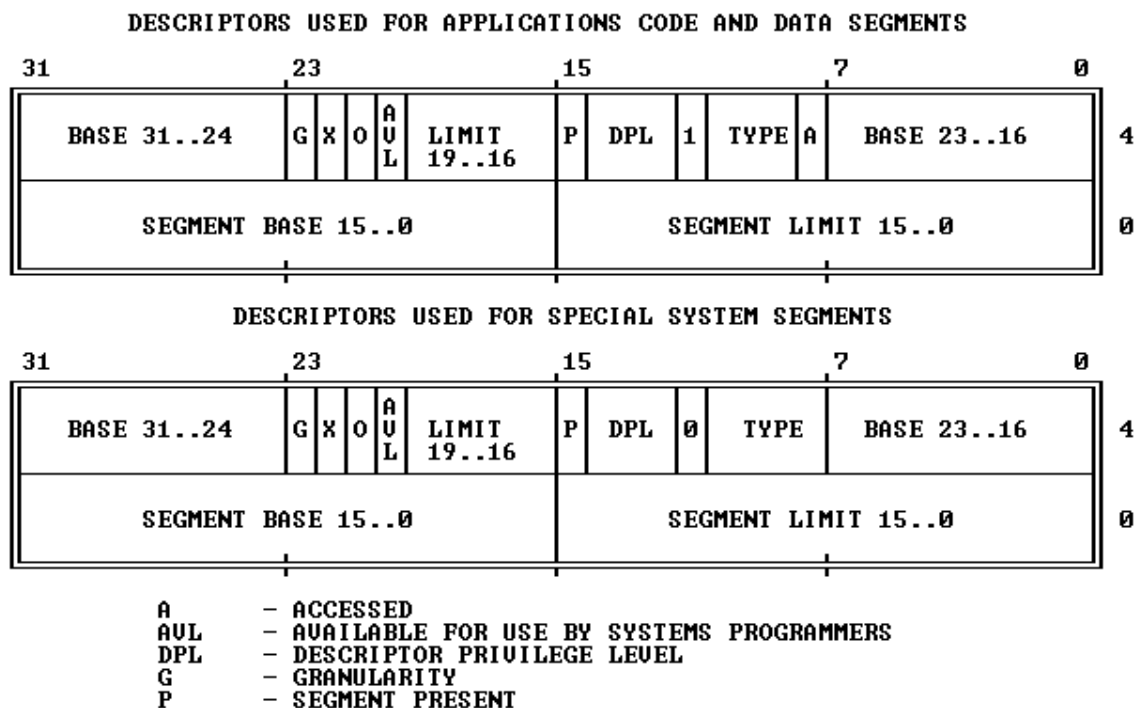 DESCRIPTORS USED FOR APPLICATIONS CODE AND DATA SEGMENTS
31 23 15 7 0
BASE 31..24 G X O AVL LIMIT 19..16 P DPL 1 TYPE A BASE 23..16 4
SEGMENT BASE 15..0 SEGMENT LIMIT 15..0 0
DESCRIPTORS USED FOR SPECIAL SYSTEM SEGMENTS
31 23 15 7 0
BASE 31..24 G X O AVL LIMIT 19..16 P DPL 0 TYPE BASE 23..16 4
SEGMENT BASE 15..0 SEGMENT LIMIT 15..0 0
A - ACCESSED
AVL - AVAILABLE FOR USE BY SYSTEMS PROGRAMMERS
DPL - DESCRIPTOR PRIVILEGE LEVEL
G - GRANULARITY
P - SEGMENT PRESENT